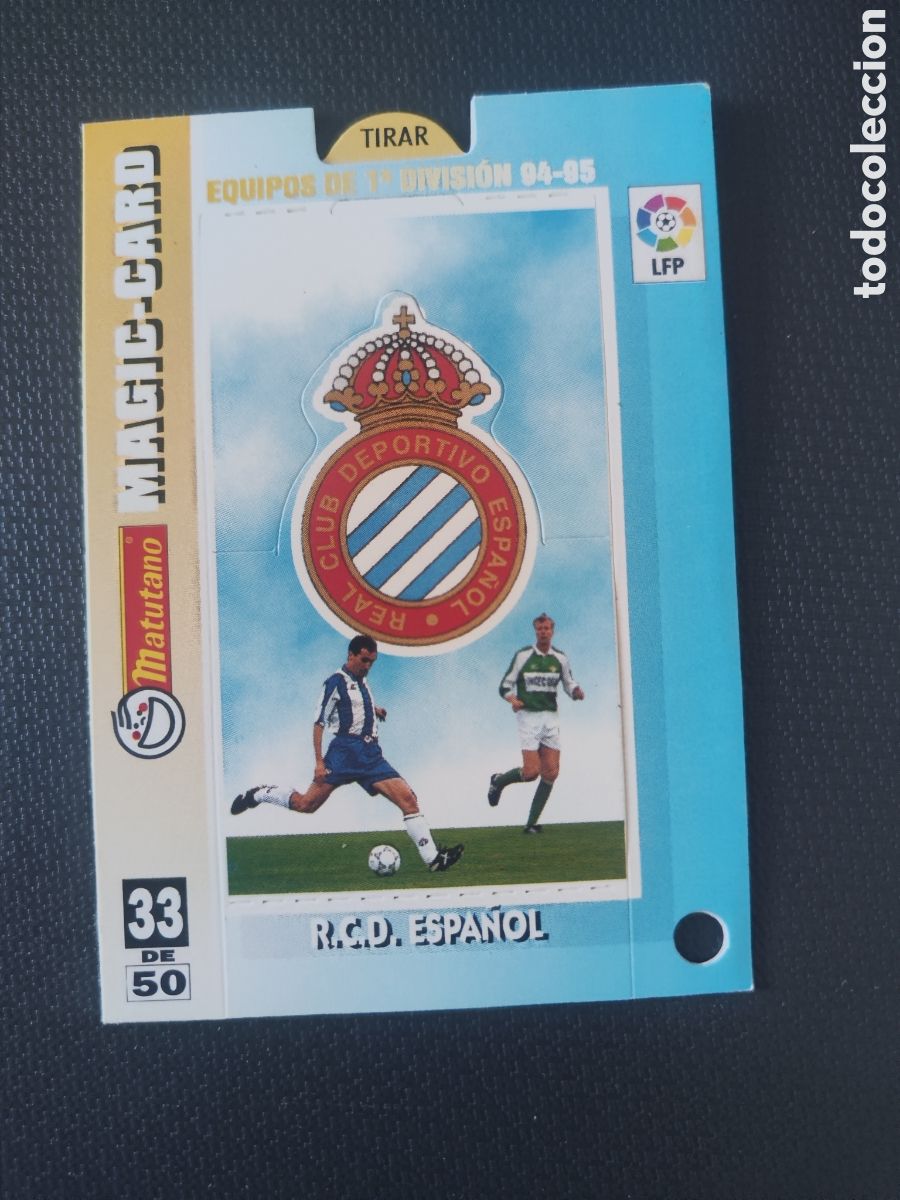 TIRAR
EQUIPOS DE 1ª DIVISIÓN 94-95
LFP
MAGIC-CARD
Matutano
REAL CLUB DEPORTIVO ESPAÑOL
33
DE
50
R.C.D. ESPAÑOL
todocoleccion